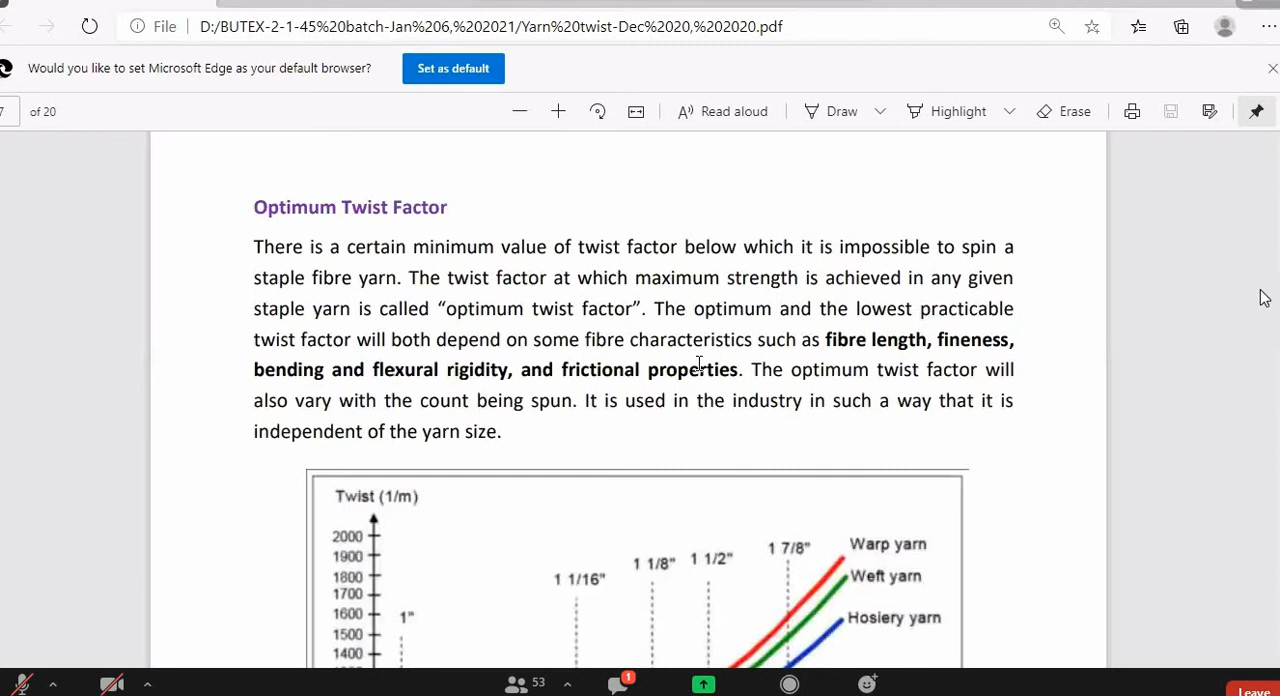 File D:/BUTEX-2-1-45%20batch-Jan%206,%202021/Yarn%20twist-Dec%2020,%202020.pdf
Would you like to set Microsoft Edge as your default browser? Set as default
7 of 20 Read aloud Draw Highlight Erase
Optimum Twist Factor
There is a certain minimum value of twist factor below which it is impossible to spin a
staple fibre yarn. The twist factor at which maximum strength is achieved in any given
staple yarn is called “optimum twist factor”. The optimum and the lowest practicable
twist factor will both depend on some fibre characteristics such as fibre length, fineness,
bending and flexural rigidity, and frictional properties. The optimum twist factor will
also vary with the count being spun. It is used in the industry in such a way that it is
independent of the yarn size.
Twist (1/m)
2000
1900
1800
1700
1600
1500
1400
1"
1 1/16"
1 1/8"
1 1/2"
1 7/8"
Warp yarn
Weft yarn
Hosiery yarn
53
1
Leave